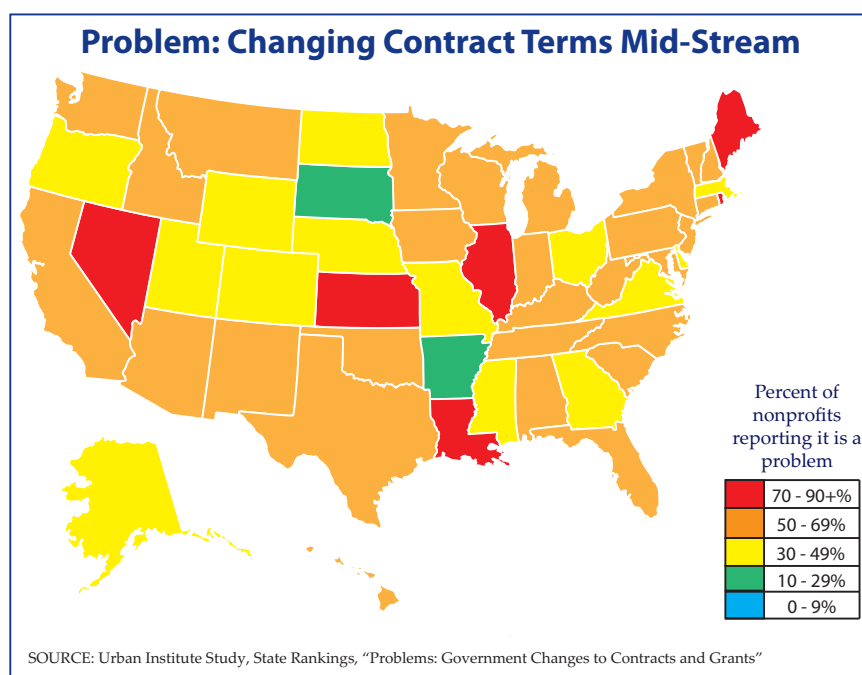 Problem: Changing Contract Terms Mid-Stream
Percent of
nonprofits
reporting it is a
problem
70 - 90+%
50 - 69%
30 - 49%
10 - 29%
0 - 9%
SOURCE: Urban Institute Study, State Rankings, “Problems: Government Changes to Contracts and Grants”